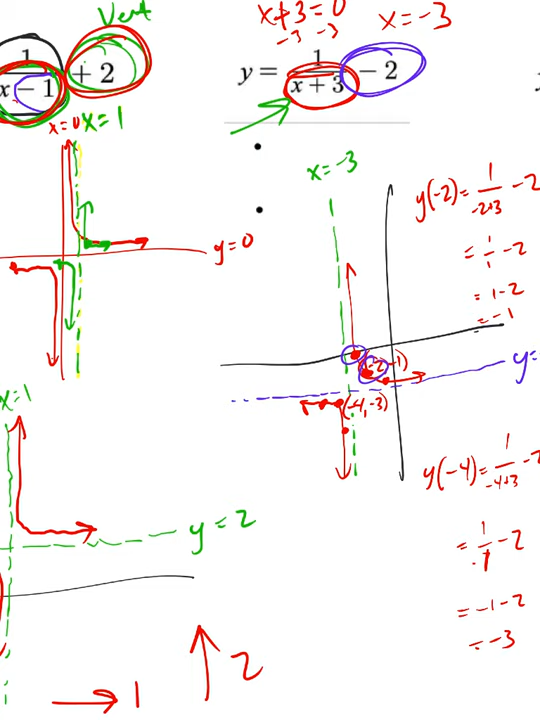 Vert
x+3=0
-3 -3
x=-3
1
x - 1
+ 2
y = 1/(x+3) - 2
x=0
x=1
x=-3
y=0
y(-2)= 1/(-2+3) -2
= 1/1 -2
= 1-2
= -1
(-2,-1)
y=
(-4,-3)
x=1
y=2
y(-4)= 1/(-4+3) -2
= 1/-1 -2
= -1-2
= -3
2
1